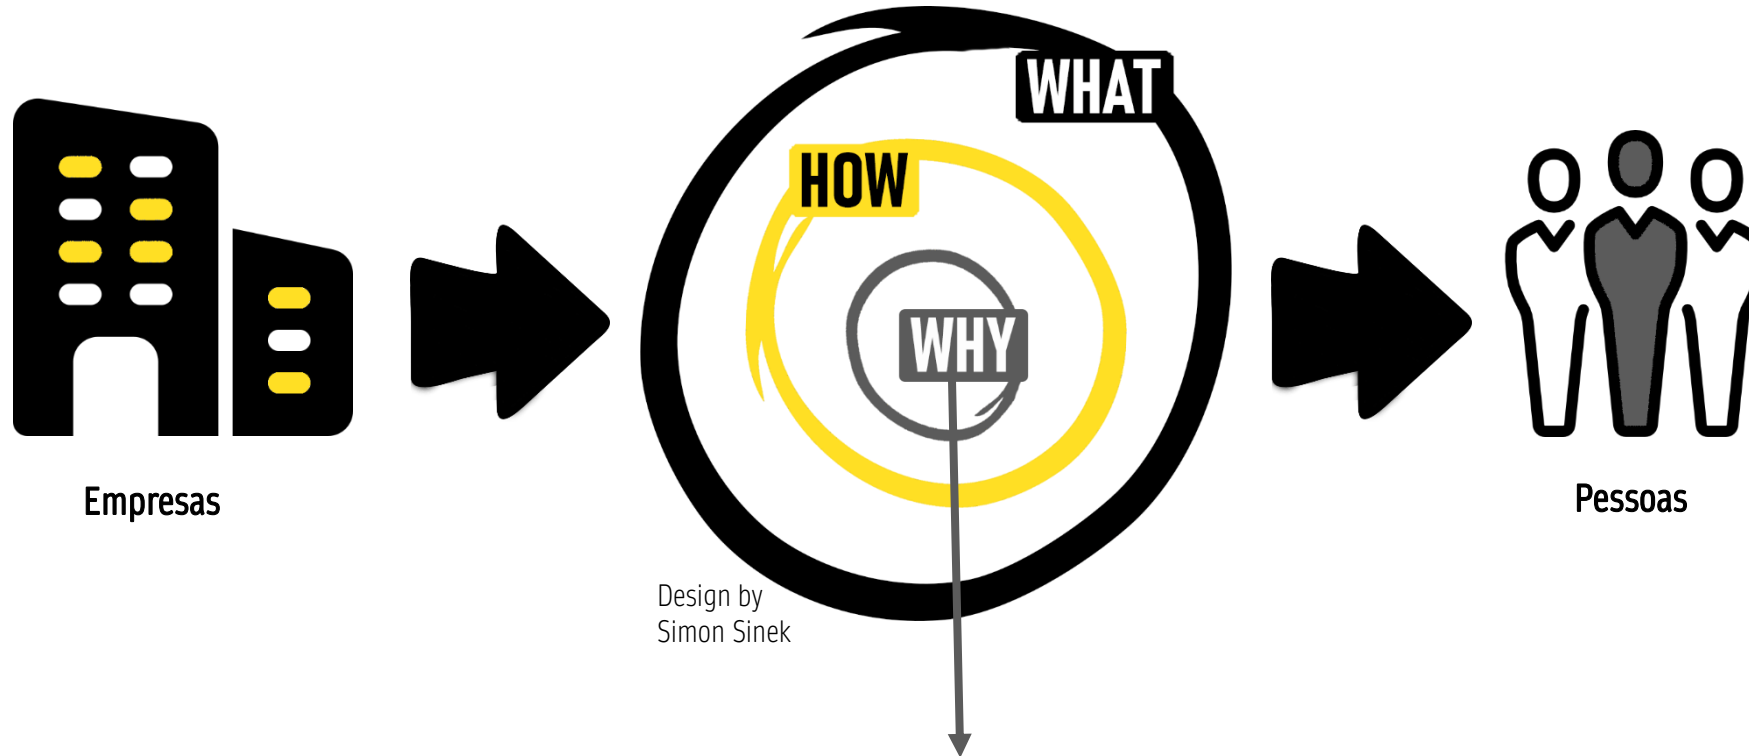 WHAT
HOW
WHY
Empresas
Pessoas
Design by
Simon Sinek